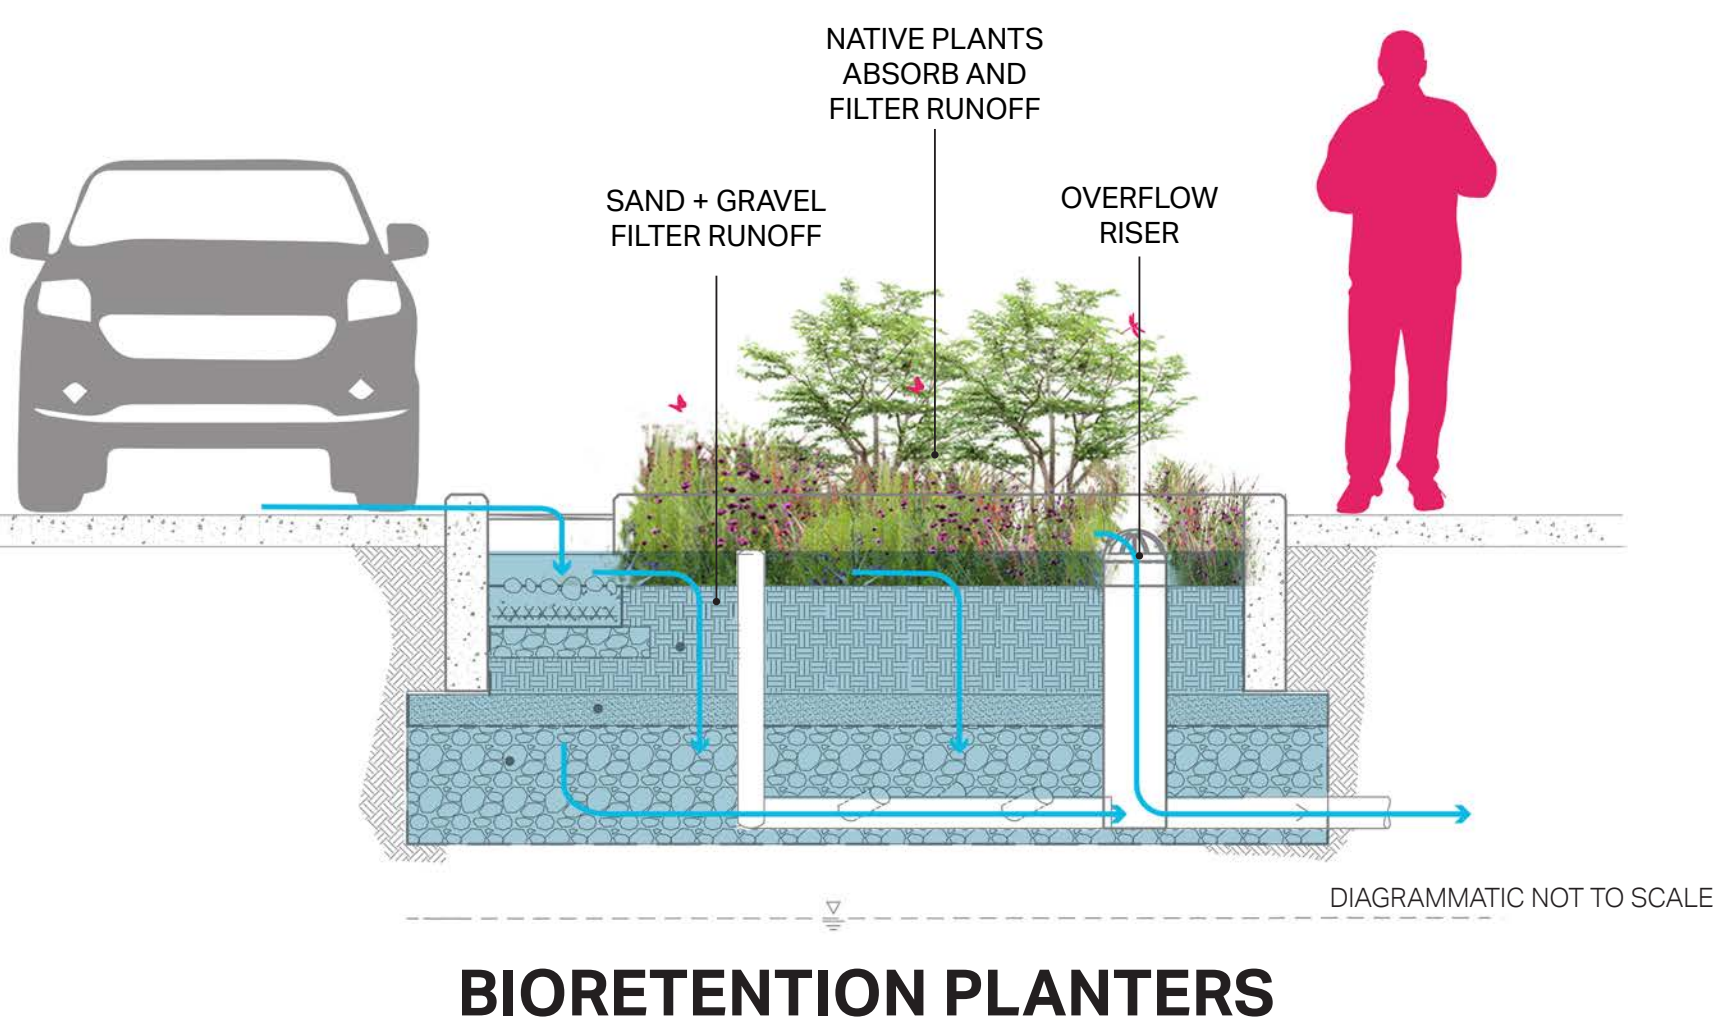 NATIVE PLANTS
ABSORB AND
FILTER RUNOFF
SAND + GRAVEL
FILTER RUNOFF
OVERFLOW
RISER
DIAGRAMMATIC NOT TO SCALE
BIORETENTION PLANTERS